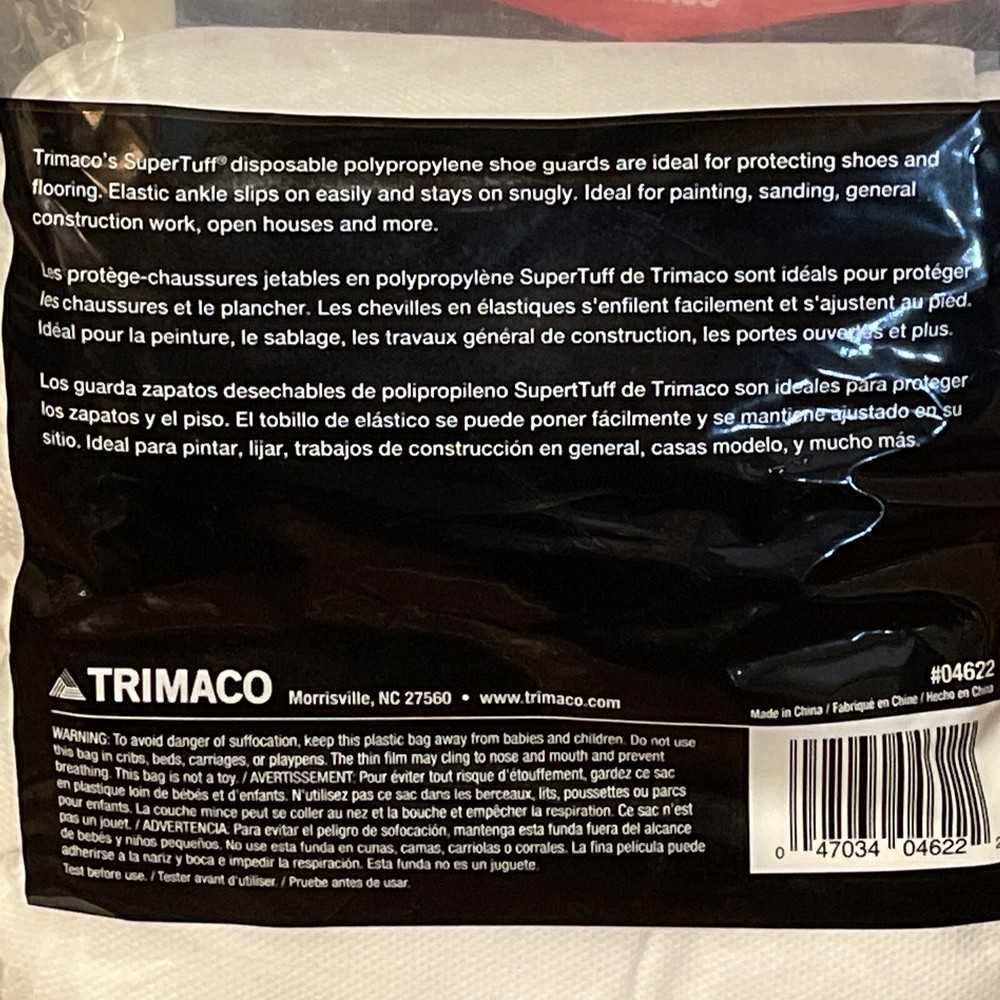 Trimaco's SuperTuff® disposable polypropylene shoe guards are ideal for protecting shoes and
flooring. Elastic ankle slips on easily and stays on snugly. Ideal for painting, sanding, general
construction work, open houses and more.
Les protège-chaussures jetables en polypropylène SuperTuff de Trimaco sont idéals pour protéger
les chaussures et le plancher. Les chevilles en élastiques s'enfilent facilement et s'ajustent au pied.
Idéal pour la peinture, le sablage, les travaux général de construction, les portes ouvertes et plus.
Los guarda zapatos desechables de polipropileno SupertTuff de Trimaco son ideales para proteger
los zapatos y el piso. El tobillo de elástico se puede poner fácilmente y se mantiene ajustado en su
sitio. Ideal para pintar, lijar, trabajos de construcción en general, casas modelo, y mucho más.
TRIMACO Morrisville, NC 27560 • www.trimaco.com
#04622
Made in China / Fabriqué en Chine / Hecho en China
WARNING: To avoid danger of suffocation, keep this plastic bag away from babies and children. Do not use
this bag in cribs, beds, carriages, or playpens. The thin film may cling to nose and mouth and prevent
breathing. This bag is not a toy. / AVERTISSEMENT: Pour éviter tout risque d'étouffement, gardez ce sac
en plastique loin de bébés et d'enfants. N'utilisez pas ce sac dans les berceaux, lits, poussettes ou parcs
pour enfants. La couche mince peut se coller au nez et la bouche et empêcher la respiration. Ce sac n'est
pas un jouet. / ADVERTENCIA: Para evitar el peligro de sofocación, mantenga esta funda fuera del alcance
de bebés y niños pequeños. No use esta funda en cunas, camas, carriolas o corrales. La fina película puede
adherirse a la nariz y boca e impedir la respiración. Esta funda no es un juguete.
Test before use. / Tester avant d'utiliser. / Pruebe antes de usar.
0 47034 04622 2